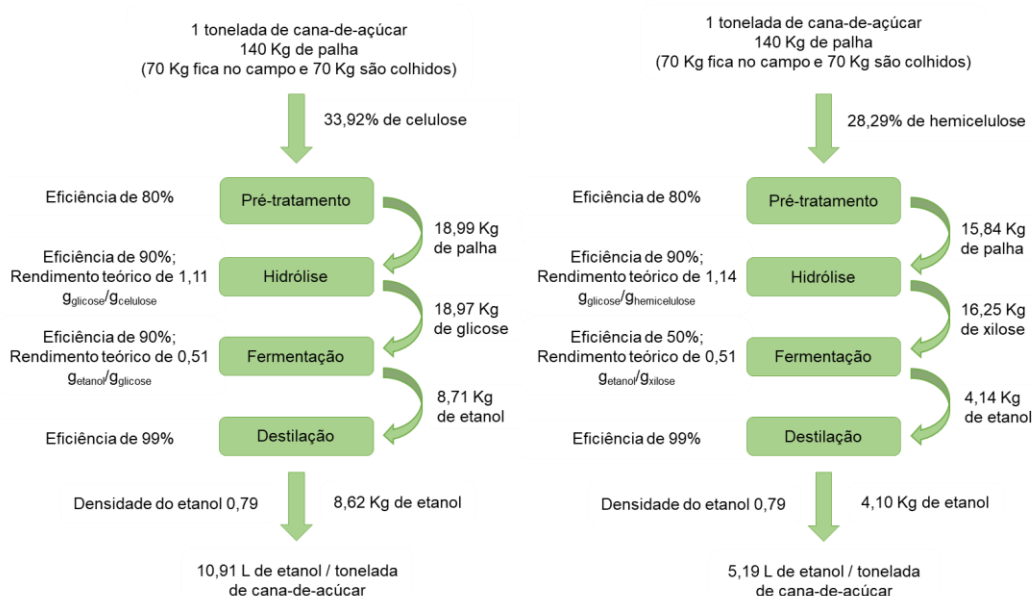 1 tonelada de cana-de-açúcar
140 Kg de palha
(70 Kg fica no campo e 70 Kg são colhidos)
33,92% de celulose
Eficiência de 80%
Pré-tratamento
18,99 Kg
de palha
Eficiência de 90%;
Rendimento teórico de 1,11
gglicose/gcelulose
Hidrólise
18,97 Kg
de glicose
Eficiência de 90%;
Rendimento teórico de 0,51
getanol/gglicose
Fermentação
8,71 Kg
de etanol
Eficiência de 99%
Destilação
Densidade do etanol 0,79
8,62 Kg de etanol
10,91 L de etanol / tonelada
de cana-de-açúcar
1 tonelada de cana-de-açúcar
140 Kg de palha
(70 Kg fica no campo e 70 Kg são colhidos)
28,29% de hemicelulose
Eficiência de 80%
Pré-tratamento
15,84 Kg
de palha
Eficiência de 90%;
Rendimento teórico de 1,14
gglicose/ghemicelulose
Hidrólise
16,25 Kg
de xilose
Eficiência de 50%;
Rendimento teórico de 0,51
getanol/gxilose
Fermentação
4,14 Kg
de etanol
Eficiência de 99%
Destilação
Densidade do etanol 0,79
4,10 Kg de etanol
5,19 L de etanol / tonelada
de cana-de-açúcar